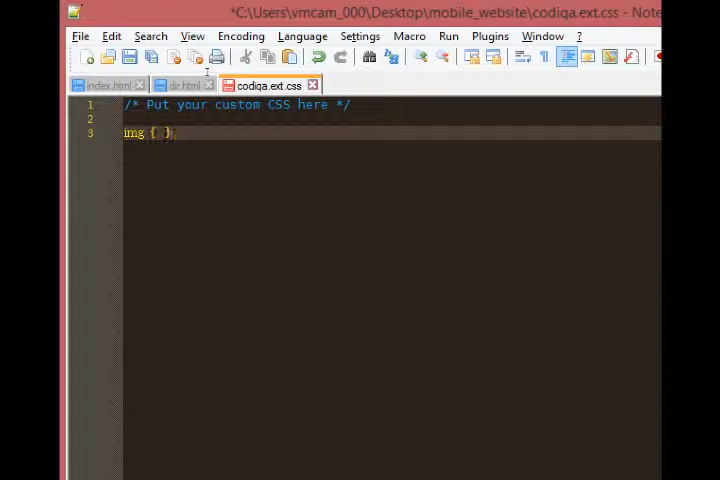 *C:\Users\vmcam_000\Desktop\mobile_website\codiqa.ext.css - Note
File Edit Search View Encoding Language Settings Macro Run Plugins Window ?
index.html dir.html codiqa.ext.css
1 /* Put your custom CSS here */
2
3 img { }